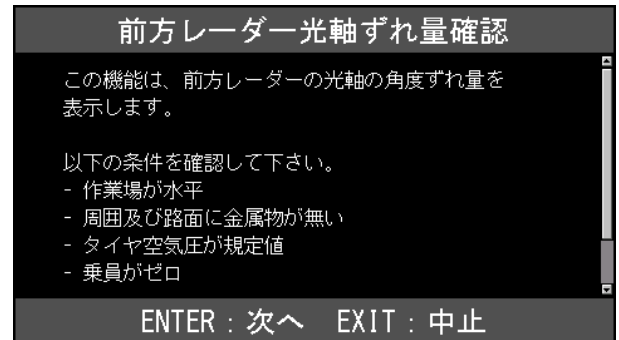 前方レーダー光軸ずれ量確認
この機能は、前方レーダーの光軸の角度ずれ量を
表示します。
以下の条件を確認して下さい。
- 作業場が水平
- 周囲及び路面に金属物が無い
- タイヤ空気圧が規定値
- 乗員がゼロ
ENTER：次へ EXIT：中止